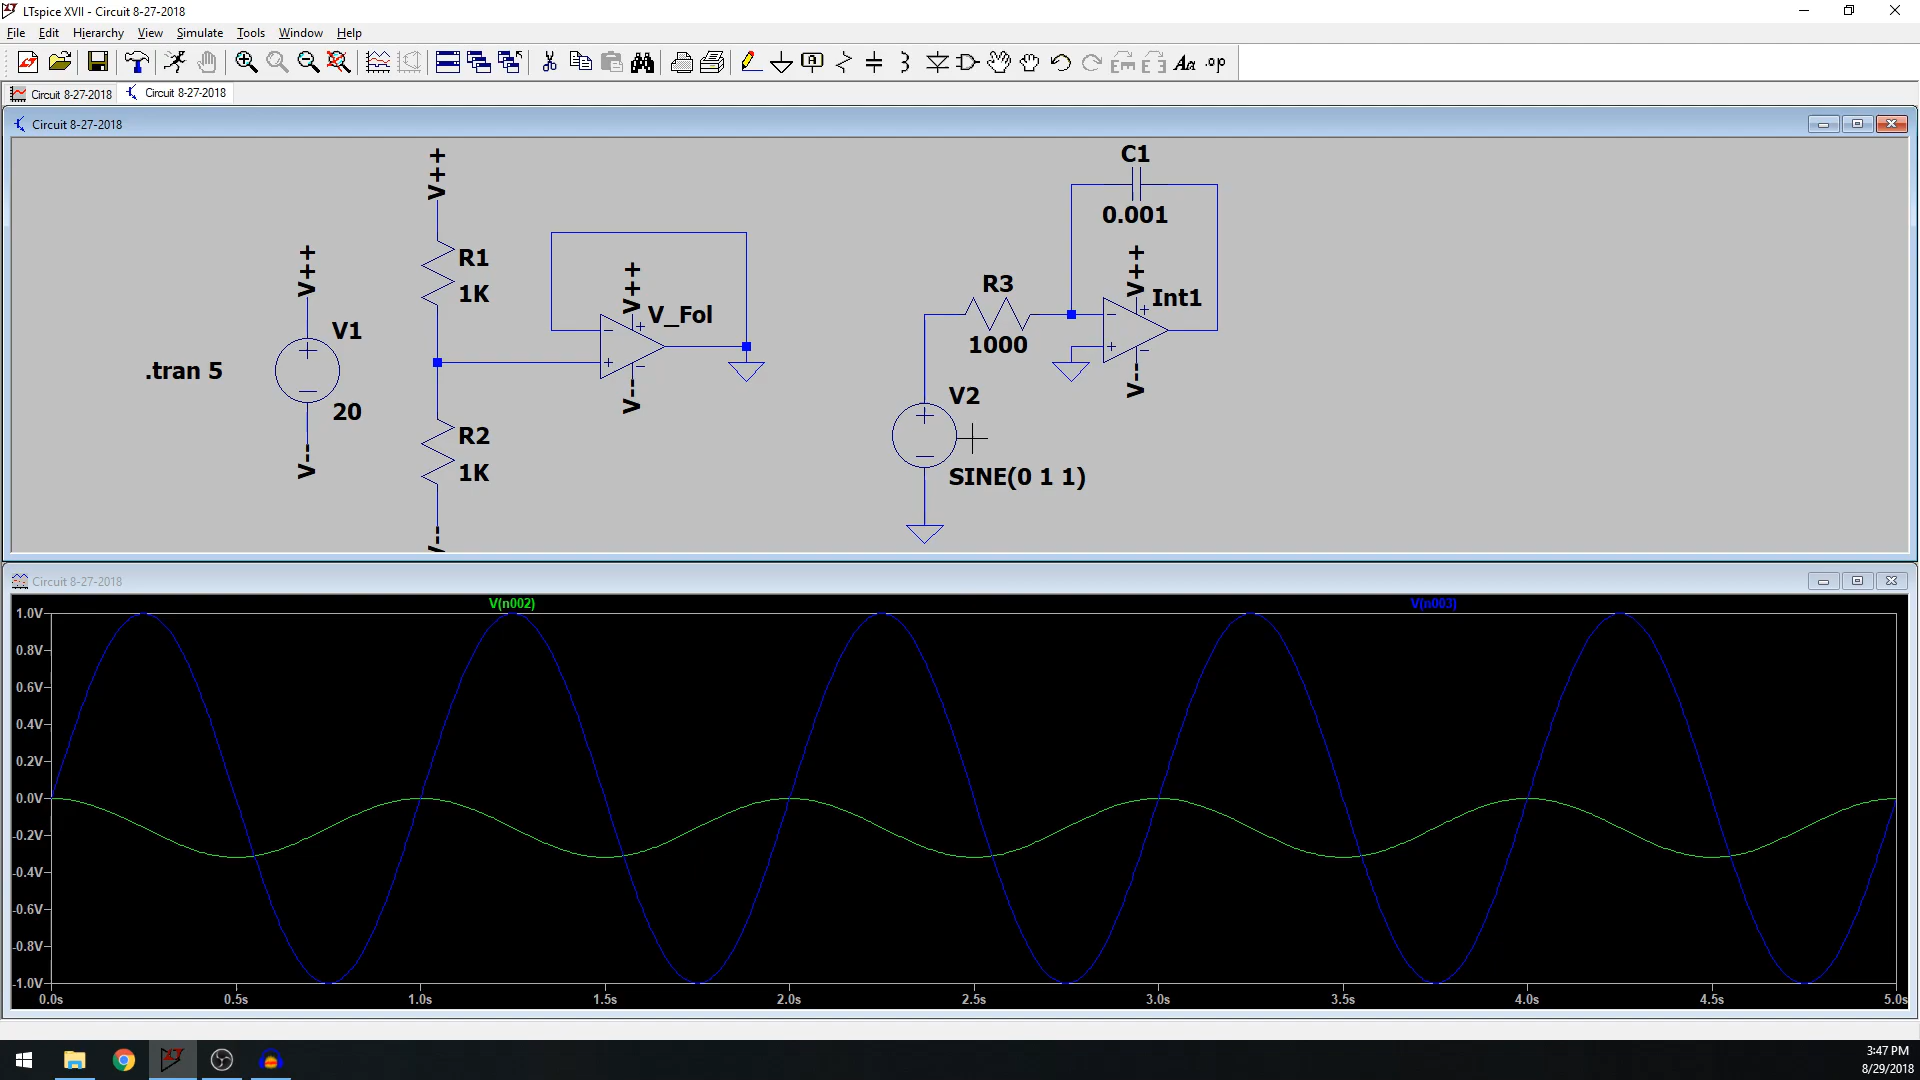 LTspice XVII - Circuit 8-27-2018
File Edit Hierarchy View Simulate Tools Window Help
Circuit 8-27-2018 Circuit 8-27-2018
Circuit 8-27-2018
V++
C1
0.001
V++
V++
V++
R1
1K
V++
V_Fol
R3
1000
Int1
V1
.tran 5
20
V--
V--
V--
V2
R2
1K
SINE(0 1 1)
V--
Circuit 8-27-2018
V(n002) V(n003)
1.0V
0.8V
0.6V
0.4V
0.2V
0.0V
-0.2V
-0.4V
-0.6V
-0.8V
-1.0V
0.0s 0.5s 1.0s 1.5s 2.0s 2.5s 3.0s 3.5s 4.0s 4.5s 5.0s
3:47 PM
8/29/2018